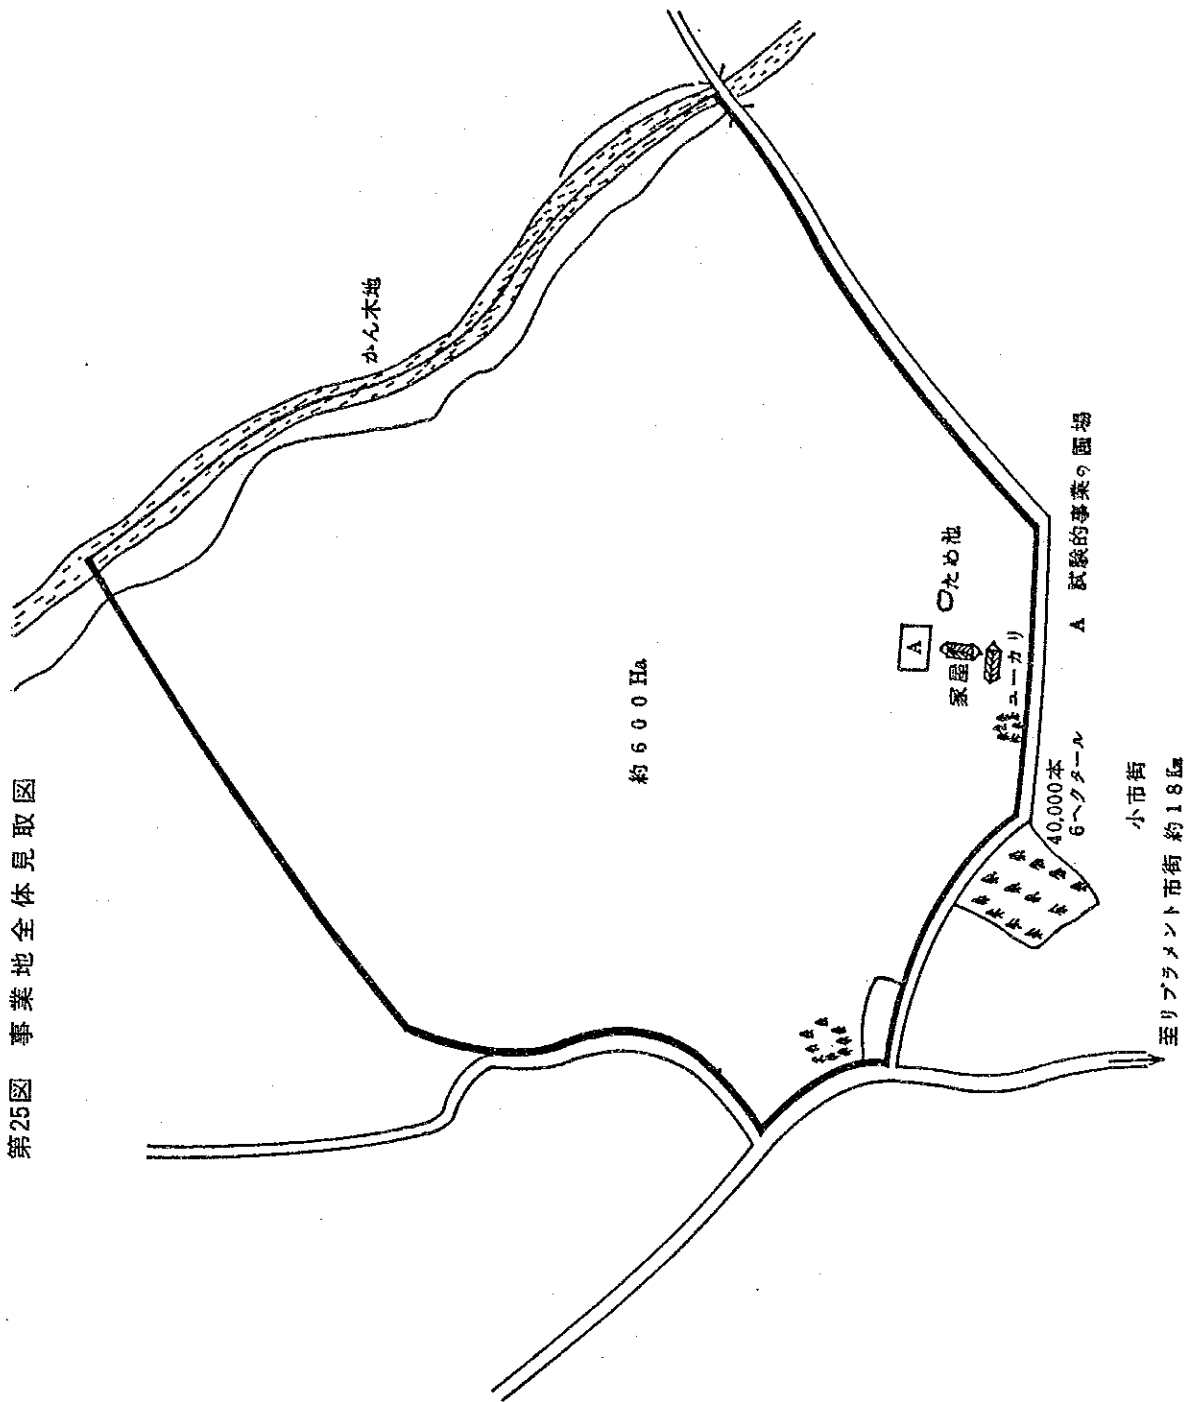 第25図 事業地全体見取図
かん木地
約600Ha
A
ため池
家屋
ユーカリ
A 試験的事業の圃場
40,000本
6ヘクタール
小市街
至リブラメント市街 約18Km